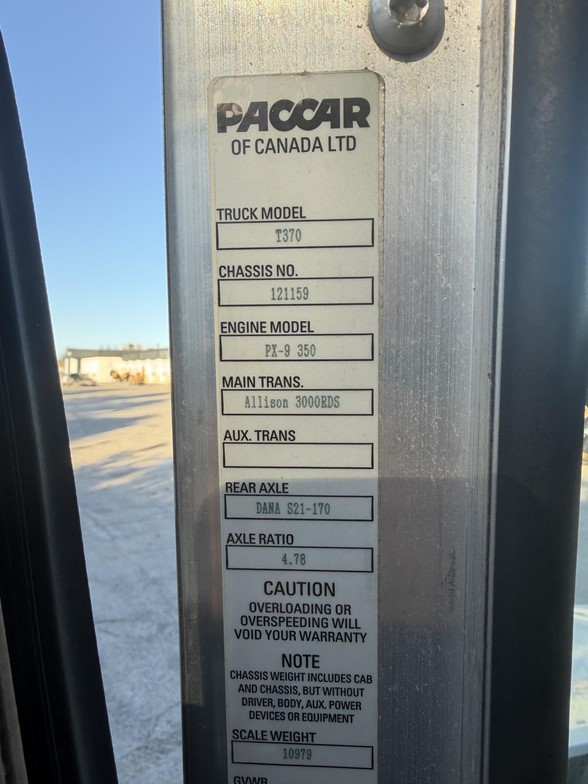 PACCAR
OF CANADA LTD
TRUCK MODEL
T370
CHASSIS NO.
121159
ENGINE MODEL
PX-9 350
MAIN TRANS.
Allison 3000RDS
AUX. TRANS
REAR AXLE
DANA S21-170
AXLE RATIO
4.78
CAUTION
OVERLOADING OR
OVERSPEEDING WILL
VOID YOUR WARRANTY
NOTE
CHASSIS WEIGHT INCLUDES CAB
AND CHASSIS, BUT WITHOUT
DRIVER, BODY, AUX. POWER
DEVICES OR EQUIPMENT
SCALE WEIGHT
10979
GVWR